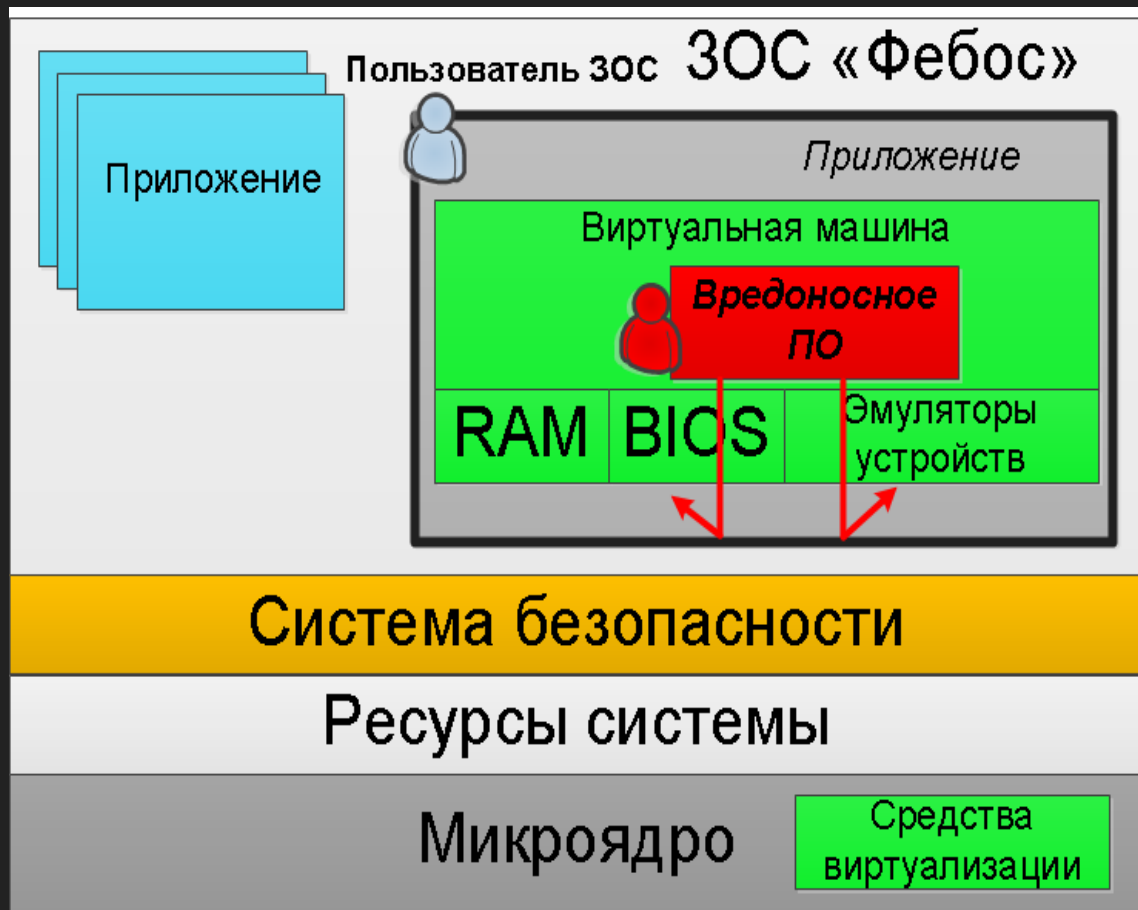 Пользователь ЗОС ЗОС «Фебос»
Приложение
Приложение
Виртуальная машина
Вредоносное
ПО
RAM BIOS Эмуляторы
устройств
Система безопасности
Ресурсы системы
Микроядро
Средства
виртуализации